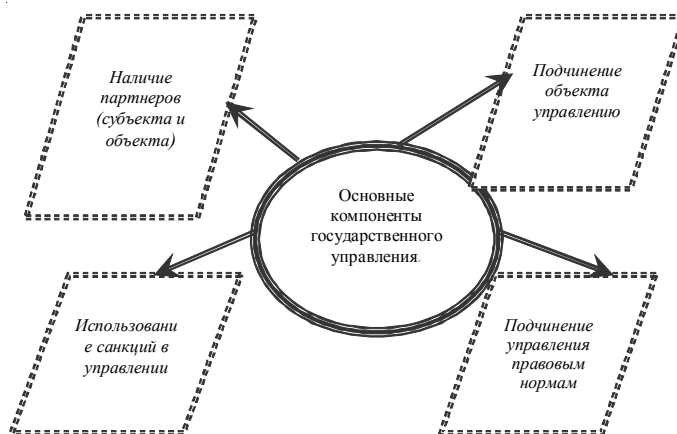 Наличие
партнеров
(субъекта и
объекта)
Подчинение
объекта
управлению
Основные
компоненты
государственного
управления.
Использовани
е санкций в
управлении
Подчинение
управления
правовым
нормам